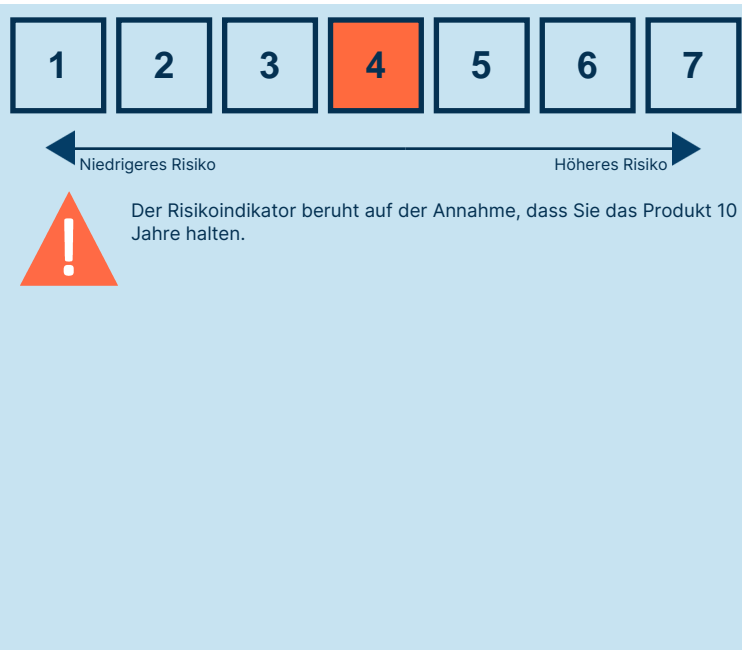 1 2 3 4 5 6 7
Niedrigeres Risiko Höheres Risiko
!
Der Risikoindikator beruht auf der Annahme, dass Sie das Produkt 10
Jahre halten.